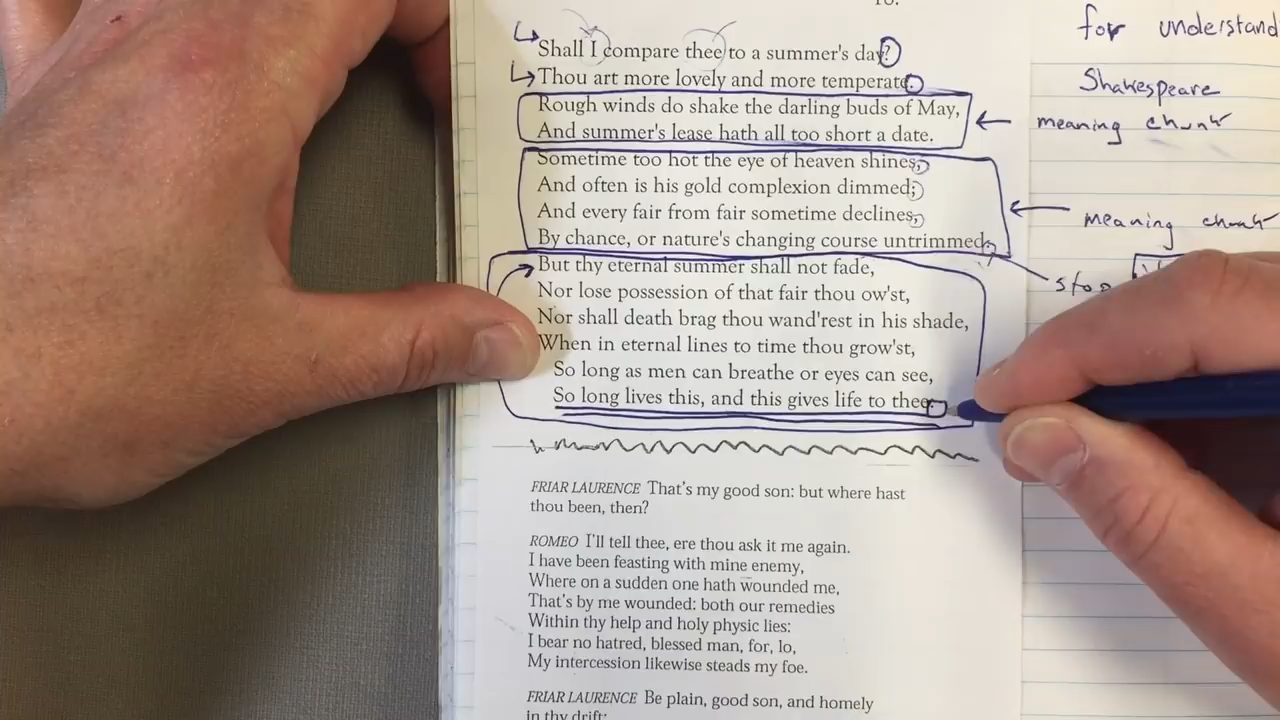 18.
for understand
Shall I compare thee to a summer's day?
Thou art more lovely and more temperate.
Shakespeare
Rough winds do shake the darling buds of May,
And summer's lease hath all too short a date.
meaning chunk
Sometime too hot the eye of heaven shines,
And often is his gold complexion dimmed;
And every fair from fair sometime declines,
By chance, or nature's changing course untrimmed;
meaning chunk
But thy eternal summer shall not fade,
Nor lose possession of that fair thou ow'st,
stop
Nor shall death brag thou wand'rest in his shade,
When in eternal lines to time thou grow'st,
So long as men can breathe or eyes can see,
So long lives this, and this gives life to thee.
FRIAR LAURENCE That's my good son: but where hast
thou been, then?
ROMEO I'll tell thee, ere thou ask it me again.
I have been feasting with mine enemy,
Where on a sudden one hath wounded me,
That's by me wounded: both our remedies
Within thy help and holy physic lies:
I bear no hatred, blessed man, for, lo,
My intercession likewise steads my foe.
FRIAR LAURENCE Be plain, good son, and homely
in thy drift;